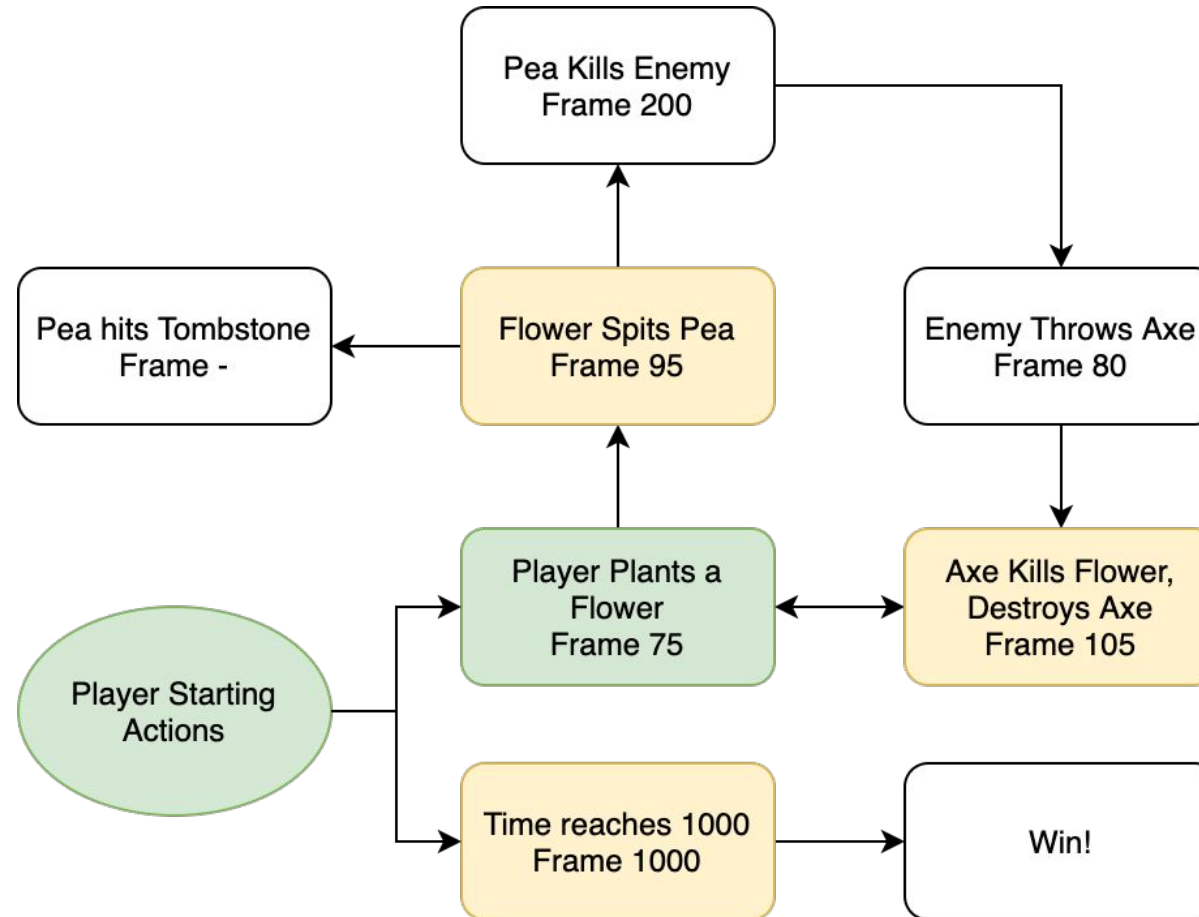 Pea Kills Enemy
Frame 200
Pea hits Tombstone
Frame -
Flower Spits Pea
Frame 95
Enemy Throws Axe
Frame 80
Player Plants a
Flower
Frame 75
Axe Kills Flower,
Destroys Axe
Frame 105
Player Starting
Actions
Time reaches 1000
Frame 1000
Win!